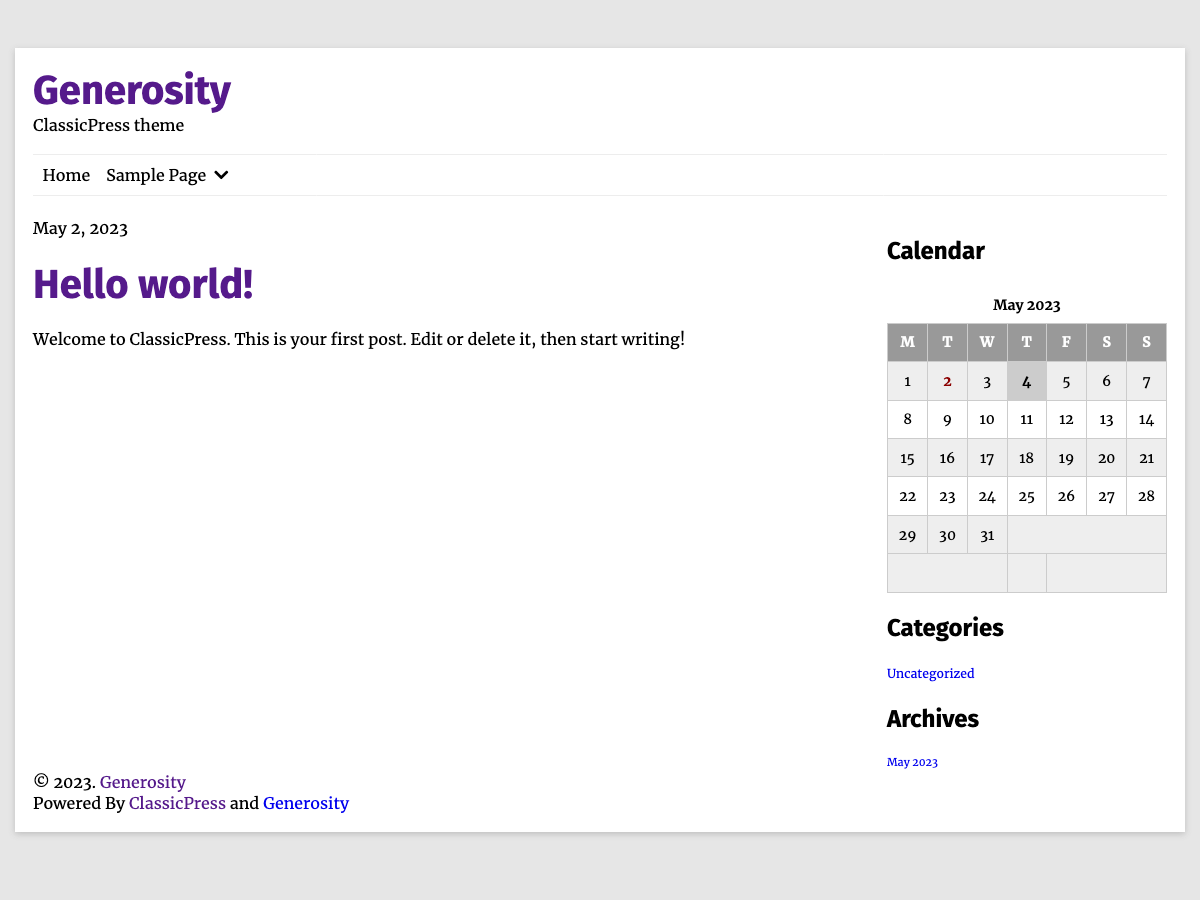 Generosity
ClassicPress theme
Home Sample Page
May 2, 2023
Hello world!
Welcome to ClassicPress. This is your first post. Edit or delete it, then start writing!
Calendar
May 2023
M T W T F S S
1 2 3 4 5 6 7
8 9 10 11 12 13 14
15 16 17 18 19 20 21
22 23 24 25 26 27 28
29 30 31
Categories
Uncategorized
Archives
May 2023
© 2023. Generosity
Powered By ClassicPress and Generosity